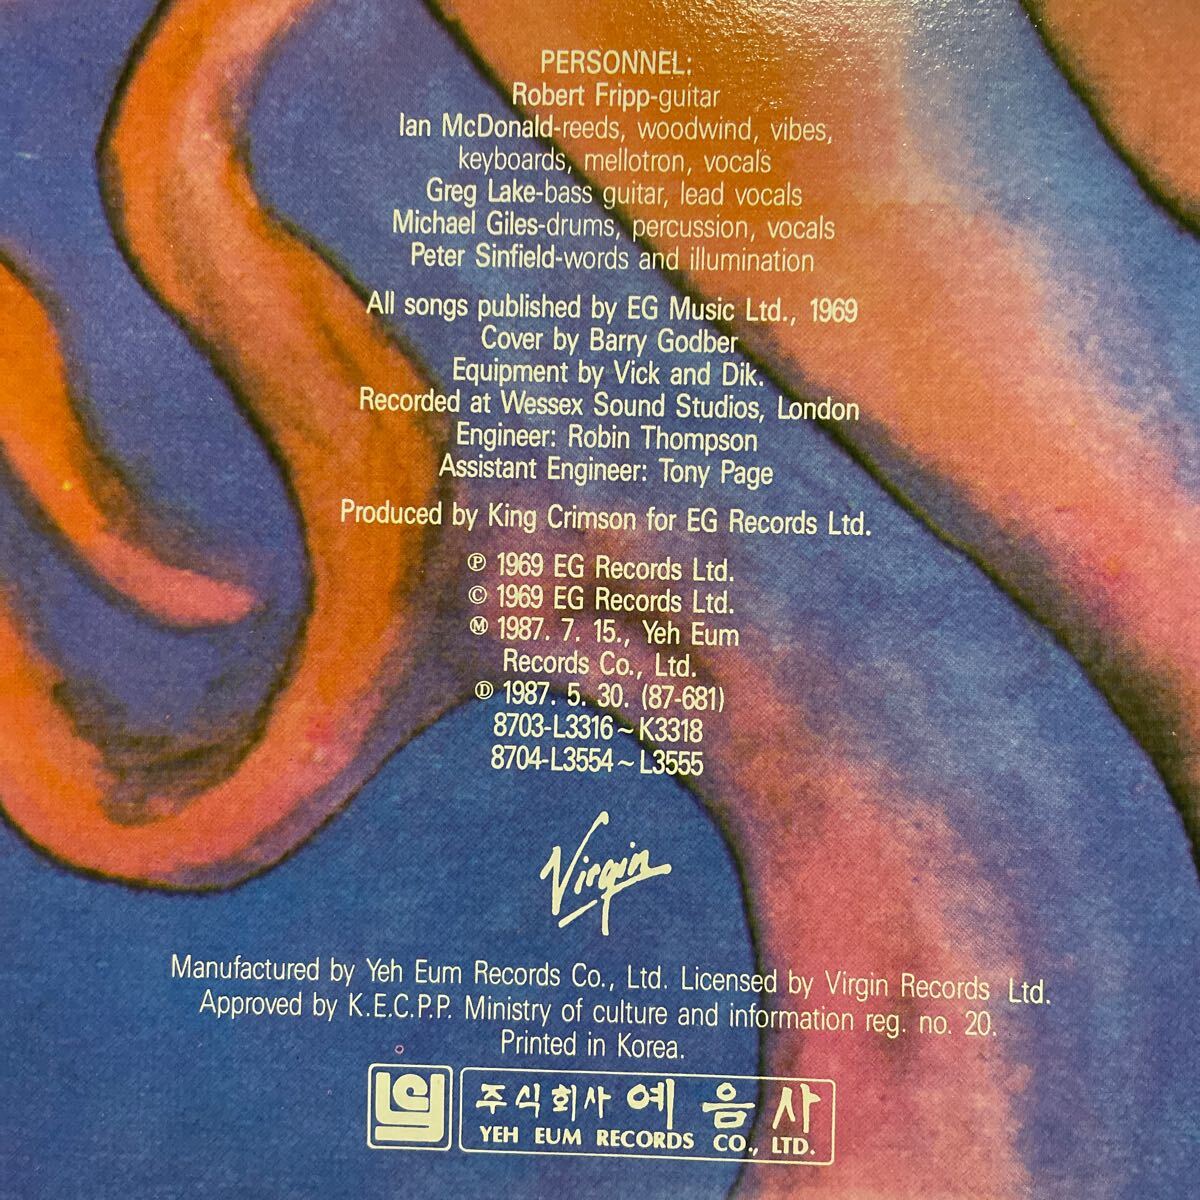 PERSONNEL:
Robert Fripp-guitar
Ian McDonald-reeds, woodwind, vibes,
keyboards, mellotron, vocals
Greg Lake-bass guitar, lead vocals
Michael Giles-drums, percussion, vocals
Peter Sinfield-words and illumination
All songs published by EG Music Ltd., 1969
Cover by Barry Godber
Equipment by Vick and Dik.
Recorded at Wessex Sound Studios, London
Engineer: Robin Thompson
Assistant Engineer: Tony Page
Produced by King Crimson for EG Records Ltd.
Ⓟ 1969 EG Records Ltd.
© 1969 EG Records Ltd.
Ⓜ 1987. 7. 15., Yeh Eum
Records Co., Ltd.
Ⓓ 1987. 5. 30. (87-681)
8703-L3316~K3318
8704-L3554~L3555
Virgin
Manufactured by Yeh Eum Records Co., Ltd. Licensed by Virgin Records Ltd.
Approved by K.E.C.P.P. Ministry of culture and information reg. no. 20.
Printed in Korea.
주식회사 예음사
YEH EUM RECORDS CO., LTD.